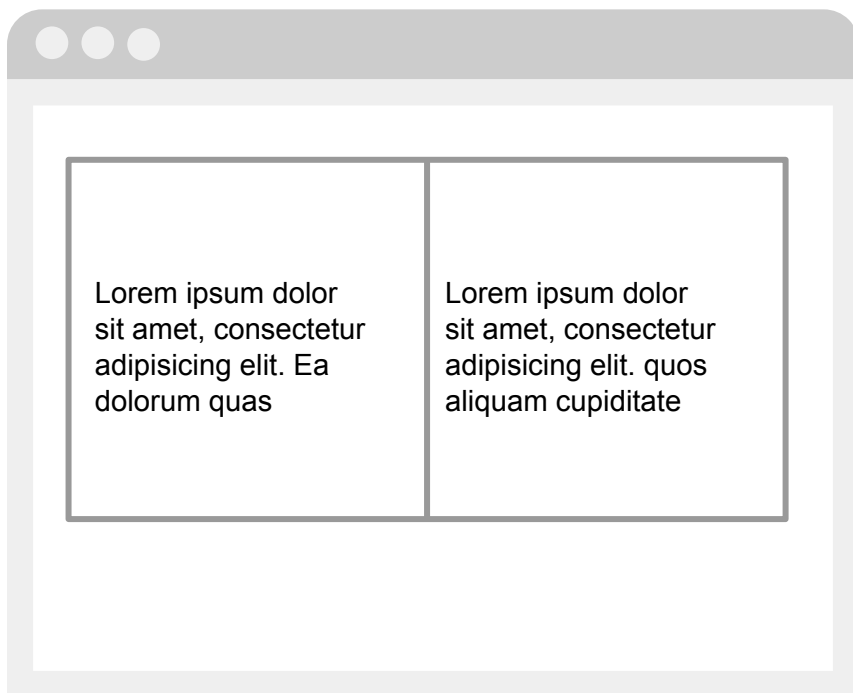 Lorem ipsum dolor
sit amet, consectetur
adipisicing elit. Ea
dolorum quas
Lorem ipsum dolor
sit amet, consectetur
adipisicing elit. quos
aliquam cupiditate